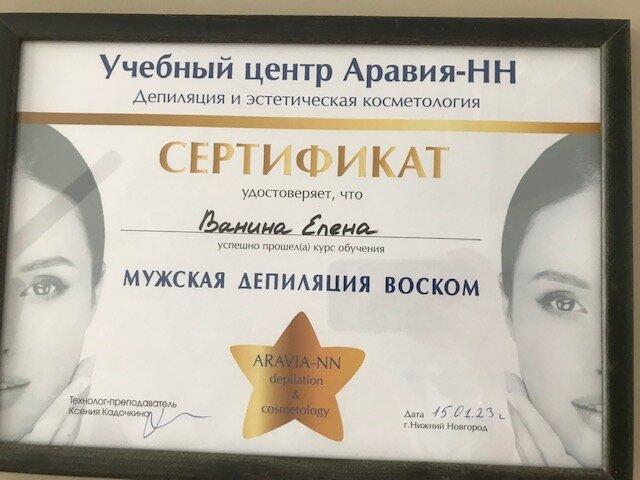 Учебный центр Аравия-НН
Депиляция и эстетическая косметология
СЕРТИФИКАТ
удостоверяет, что
Ванина Елена
успешно прошел(а) курс обучения
МУЖСКАЯ ДЕПИЛЯЦИЯ ВОСКОМ
ARAVIA-NN
depilation
&
cosmetology
Технолог-преподаватель
Ксения Кадочкина
Дата 15.01.23г
г.Нижний Новгород